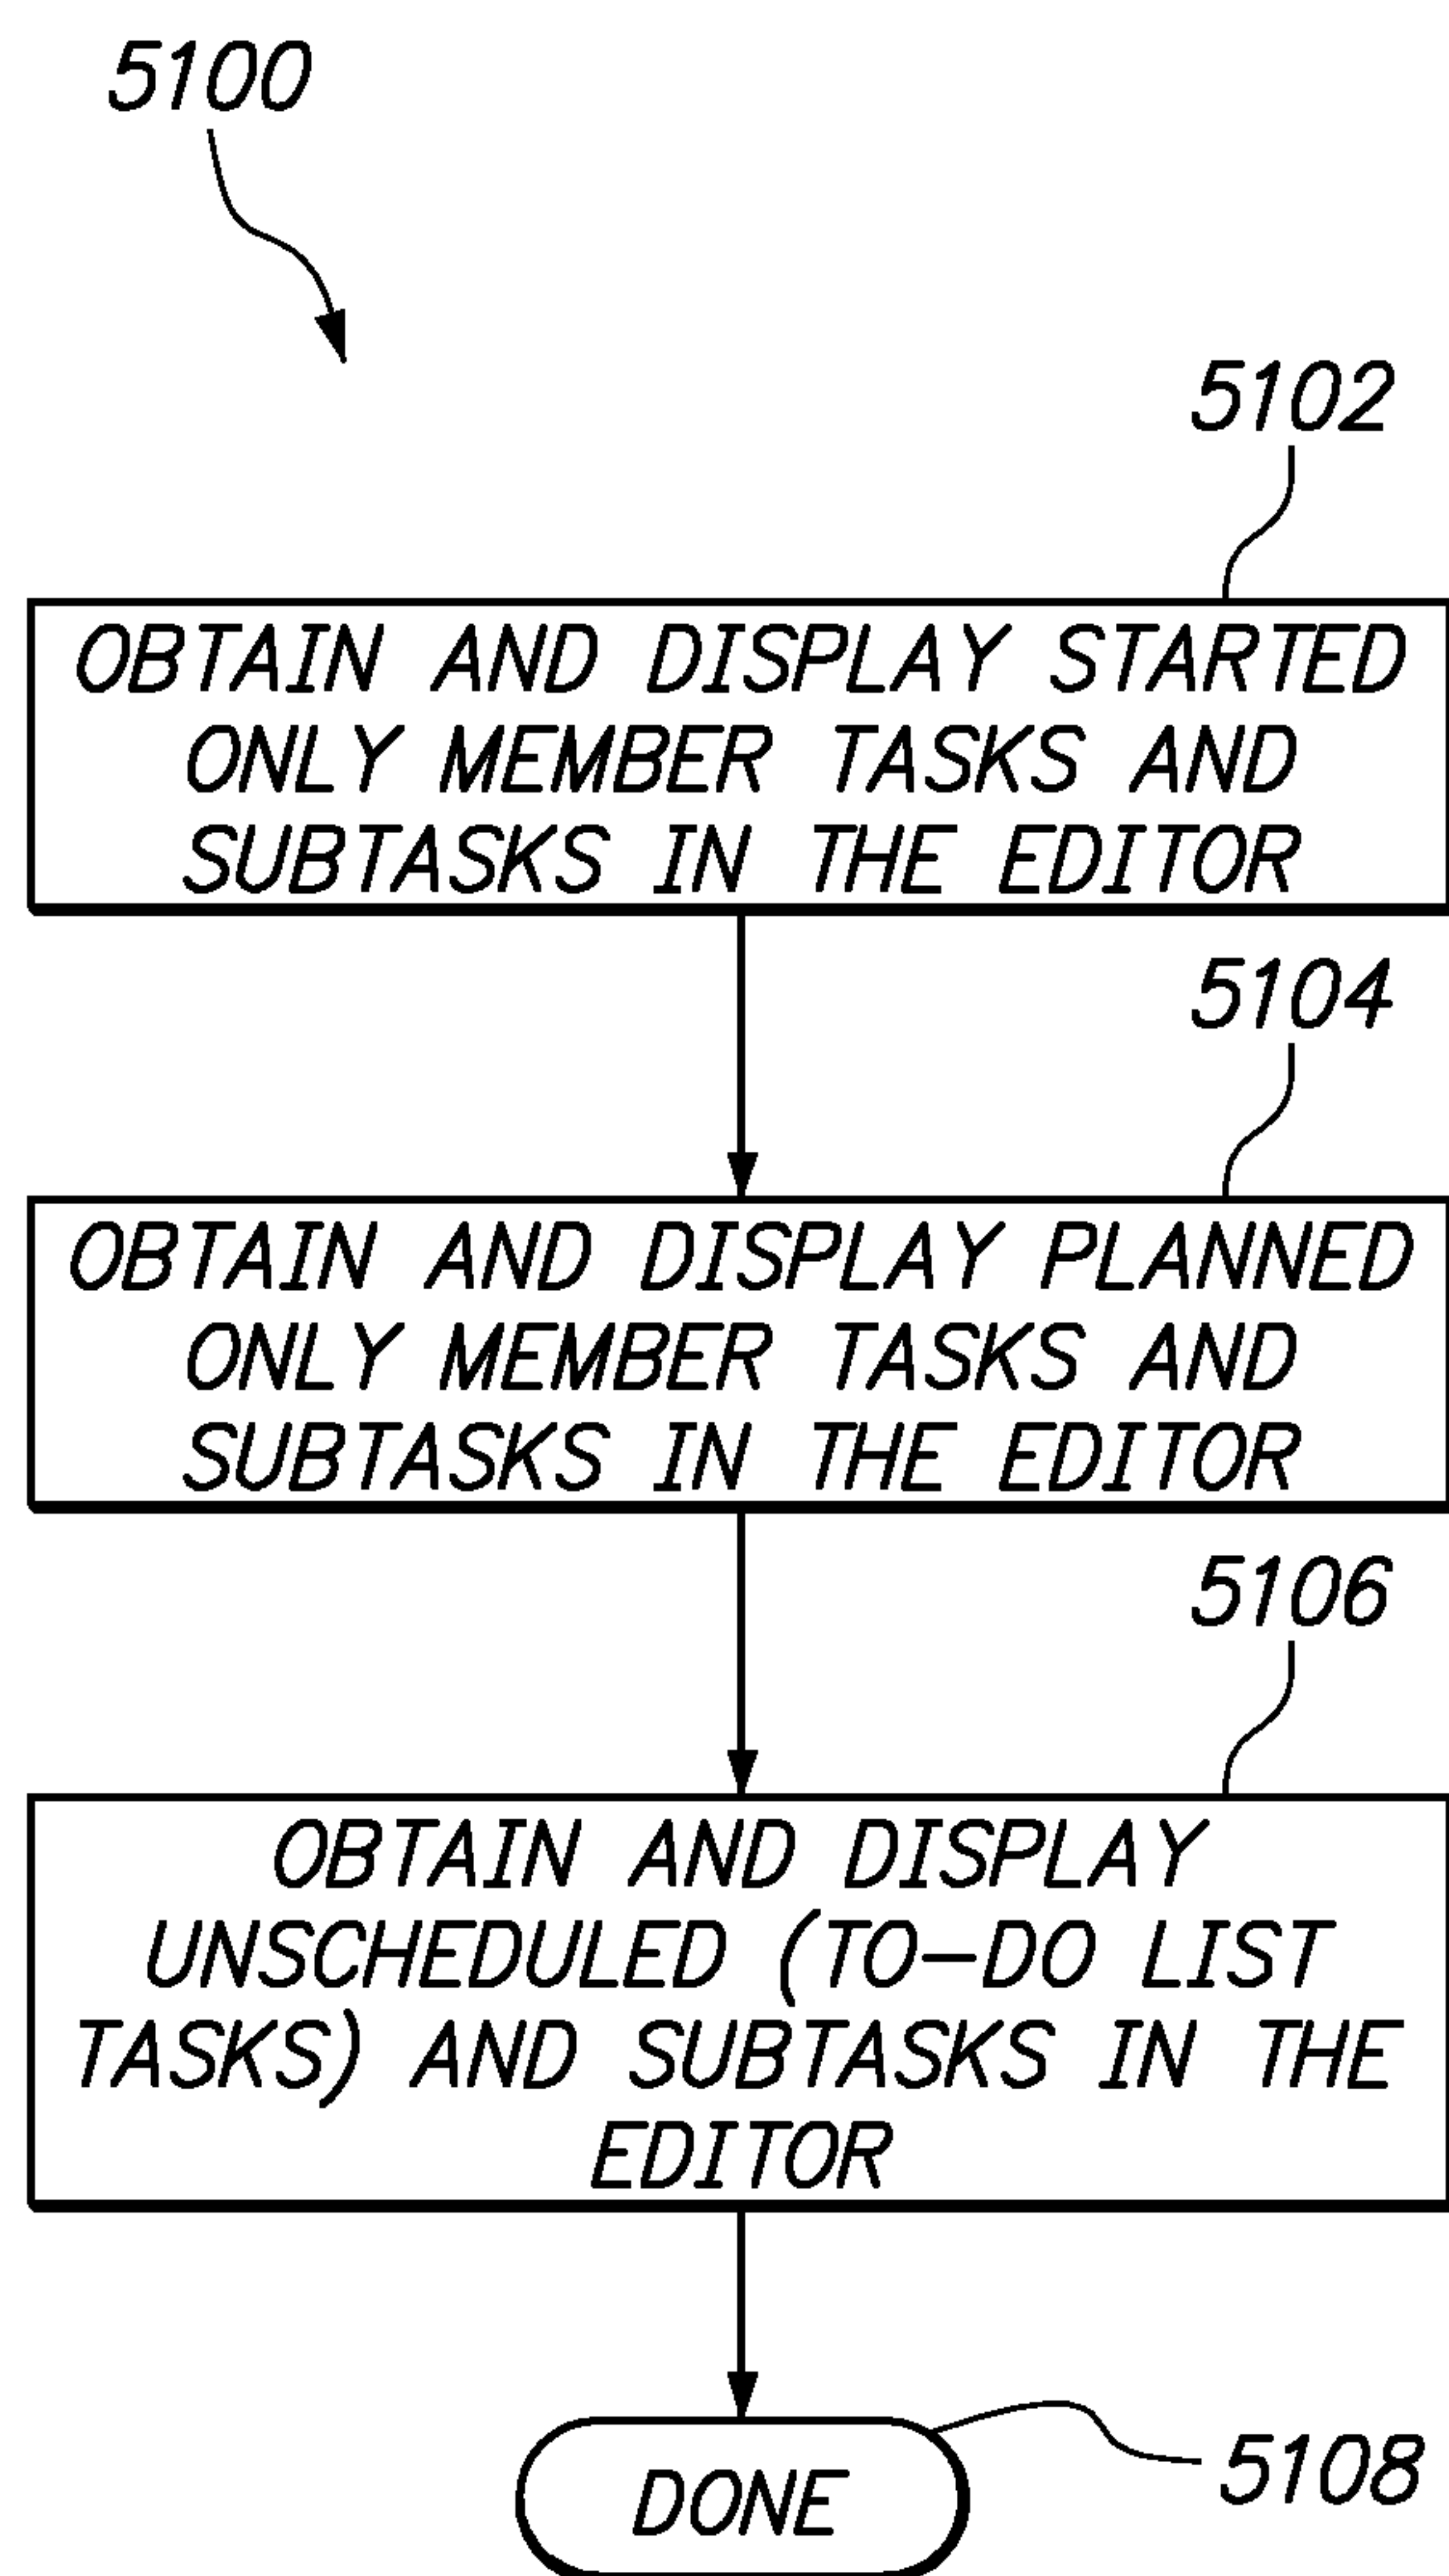 5100
5102
OBTAIN AND DISPLAY STARTED
ONLY MEMBER TASKS AND
SUBTASKS IN THE EDITOR
5104
OBTAIN AND DISPLAY PLANNED
ONLY MEMBER TASKS AND
SUBTASKS IN THE EDITOR
5106
OBTAIN AND DISPLAY
UNSCHEDULED (TO-DO LIST
TASKS) AND SUBTASKS IN THE
EDITOR
DONE
5108